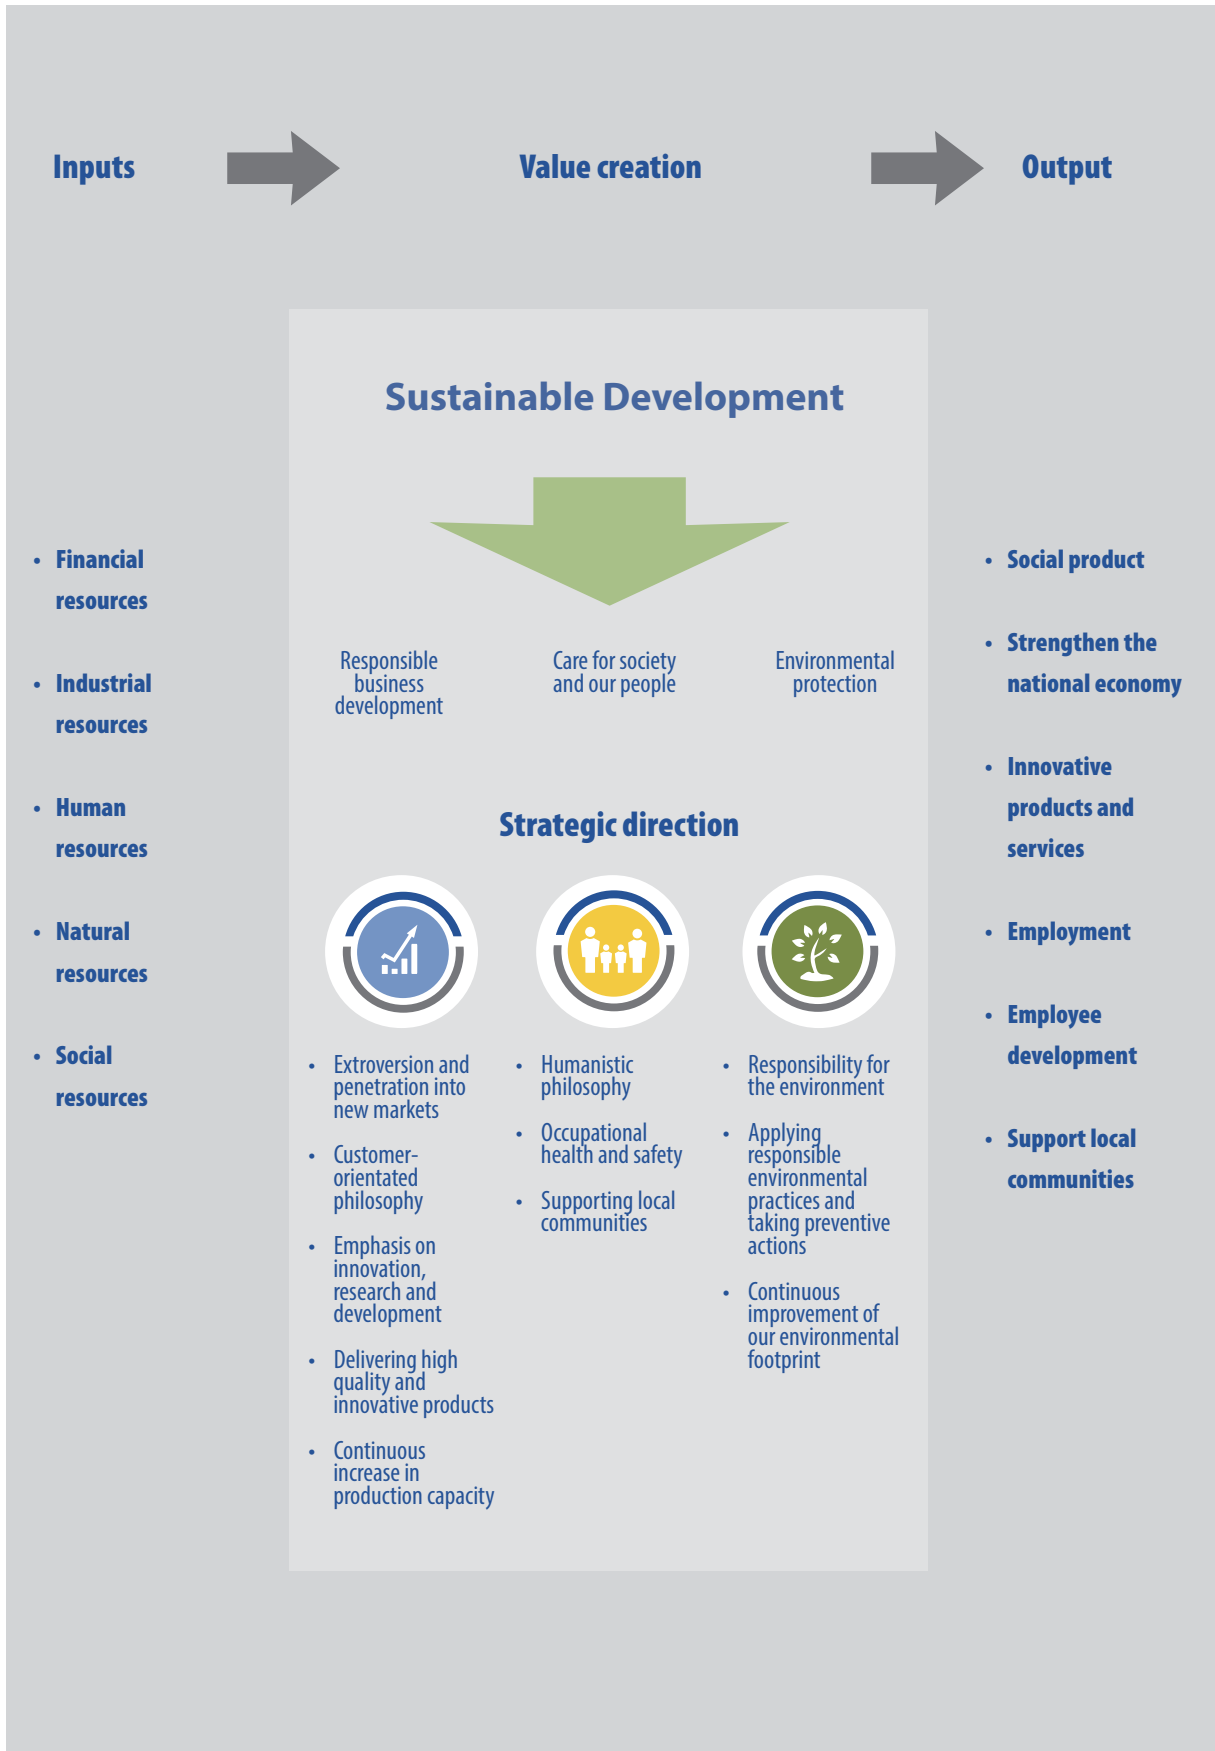 Inputs
Value creation
Output
Financial
resources
Industrial
resources
Human
resources
Natural
resources
Social
resources
Sustainable Development
Responsible
business
development
Care for society
and our people
Environmental
protection
Strategic direction
• Extroversion and
penetration into
new markets
• Customer-
orientated
philosophy
• Emphasis on
innovation,
research and
development
• Delivering high
quality and
innovative products
• Continuous
increase in
production capacity
• Humanistic
philosophy
• Occupational
health and safety
• Supporting local
communities
• Responsibility for
the environment
• Applying
responsible
environmental
practices and
taking preventive
actions
• Continuous
improvement of
our environmental
footprint
• Social product
• Strengthen the
national economy
• Innovative
products and
services
• Employment
• Employee
development
• Support local
communities